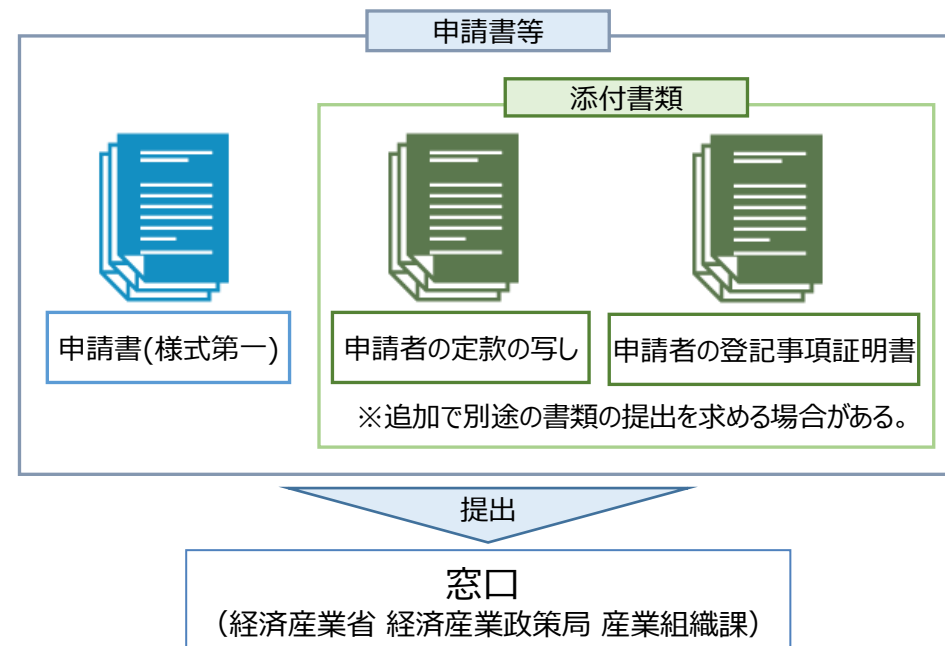 申請書等
添付書類
申請書(様式第一)
申請者の定款の写し
申請者の登記事項証明書
※追加で別途の書類の提出を求める場合がある。
提出
窓口
（経済産業省 経済産業政策局 産業組織課）